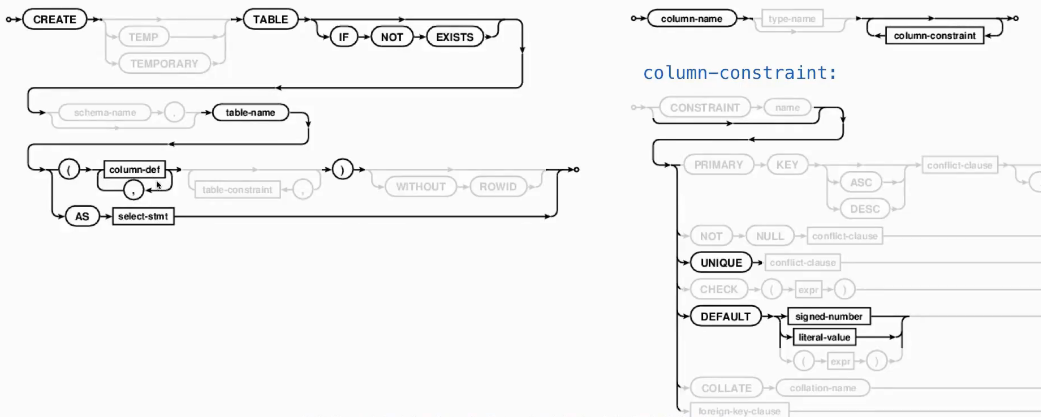 CREATE TEMP TEMPORARY TABLE IF NOT EXISTS
schema-name . table-name
( column-def , table-constraint , ) WITHOUT ROWID
AS select-stmt
column-name type-name column-constraint
column-constraint:
CONSTRAINT name
PRIMARY KEY ASC DESC conflict-clause
NOT NULL conflict-clause
UNIQUE conflict-clause
CHECK ( expr )
DEFAULT signed-number
literal-value
( expr )
COLLATE collation-name
foreign-key-clause